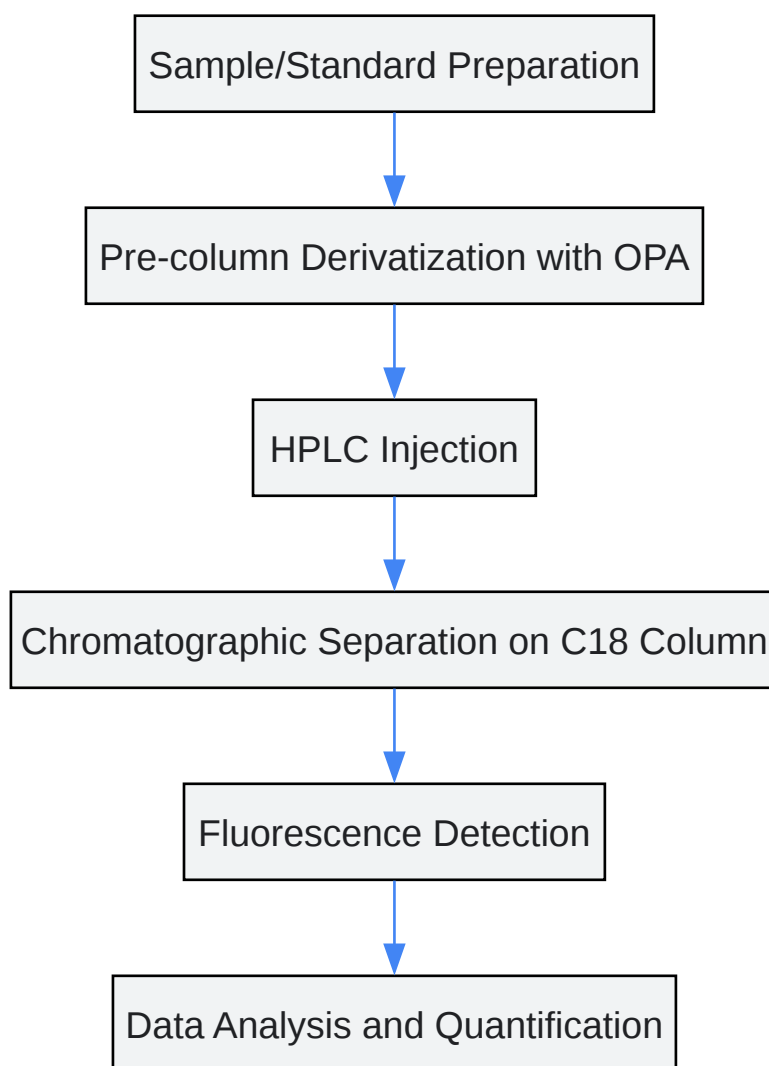 Sample/Standard Preparation
Pre-column Derivatization with OPA
HPLC Injection
Chromatographic Separation on C18 Column
Fluorescence Detection
Data Analysis and Quantification